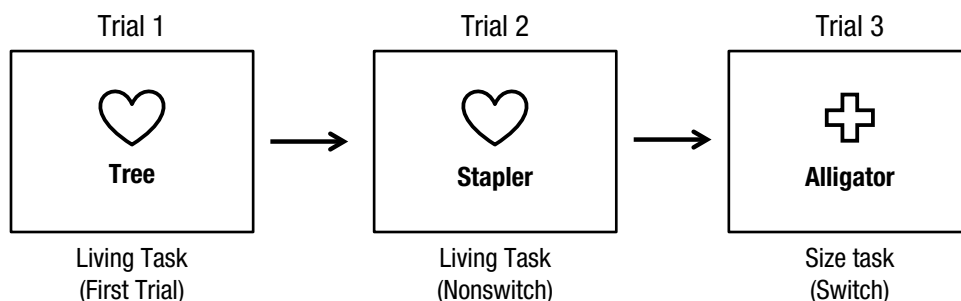 Trial 1
Tree
Living Task
(First Trial)
Trial 2
Stapler
Living Task
(Nonswitch)
Trial 3
Alligator
Size task
(Switch)